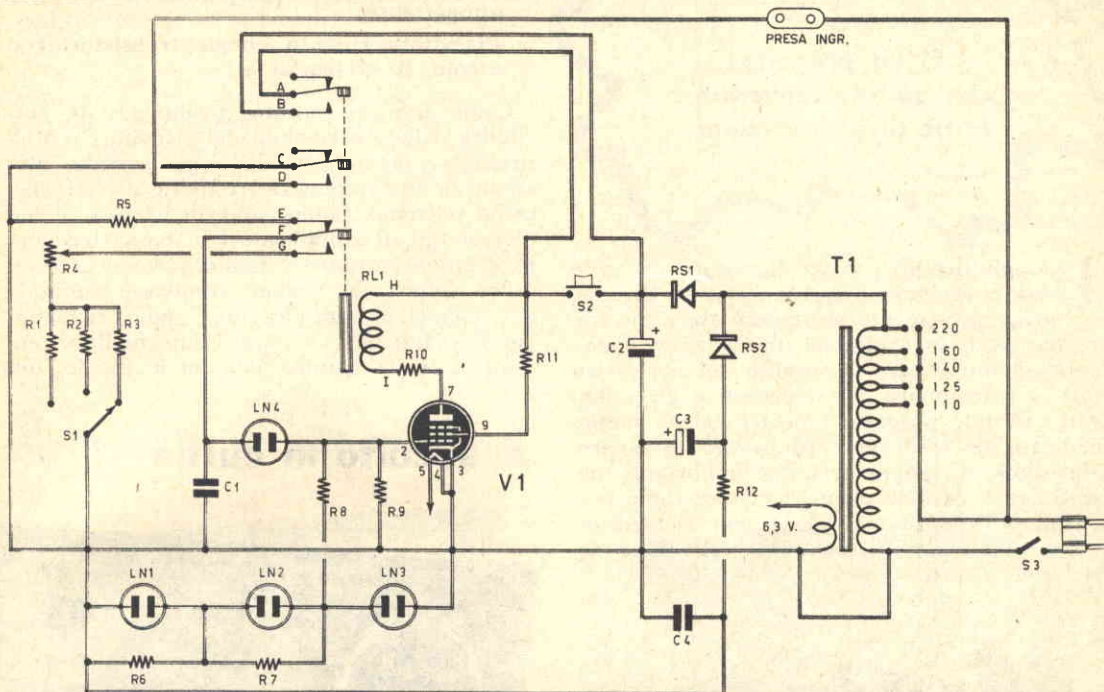 PRESA INGR.
A
B
C
D
E
F
G
R5
R4
R1 R2 R3
S1
RL1
H
I
R10
R11
S2
C2 +
RS1
RS2
T1
220
160
140
125
110
LN4
C1
R8
R9
7
9
2
5 4 3
V1
C3
+
R12
6,3 V.
S3
LN1
LN2
LN3
R6
R7
C4